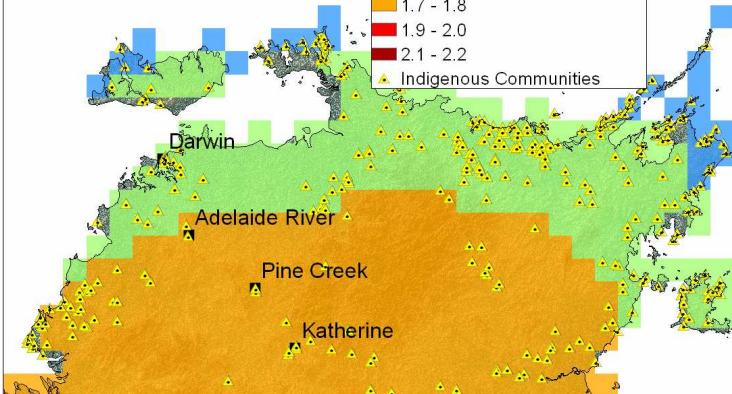 1.7 - 1.8
1.9 - 2.0
2.1 - 2.2
Indigenous Communities
Darwin
Adelaide River
Pine Creek
Katherine